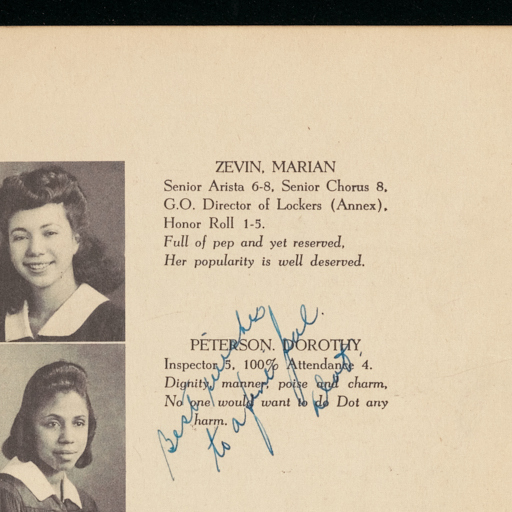 ZEVIN, MARIAN
Senior Arista 6-8, Senior Chorus 8,
G.O. Director of Lockers (Annex),
Honor Roll 1-5.
Full of pep and yet reserved,
Her popularity is well deserved.
PETERSON, DOROTHY
Inspector 5, 100% Attendance 4.
Dignity, manner, poise and charm,
No one would want to do Dot any
harm.
Best wishes
to a fine gal.
Dot.